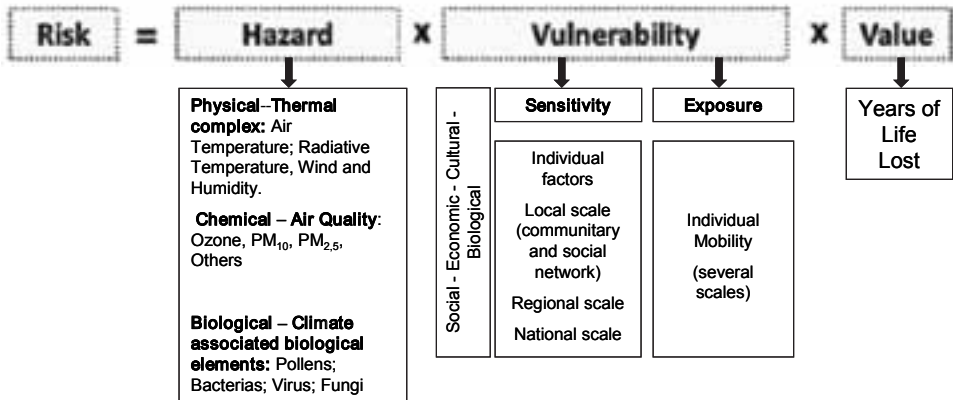 Risk = Hazard x Vulnerability x Value
Physical--Thermal
complex: Air
Temperature; Radiative
Temperature, Wind and
Humidity.
Chemical – Air Quality:
Ozone, PM10, PM2,5,
Others
Biological – Climate
associated biological
elements: Pollens;
Bacterias; Virus; Fungi
Social - Economic - Cultural -
Biological
Sensitivity
Individual
factors
Local scale
(communitary
and social
network)
Regional scale
National scale
Exposure
Individual
Mobility
(several
scales)
Years of
Life
Lost